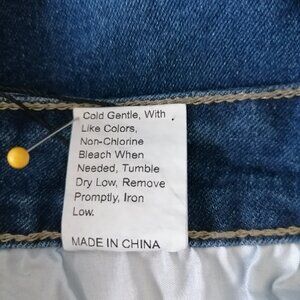 Cold Gentle, With
Like Colors,
Non-Chlorine
Bleach When
Needed, Tumble
Dry Low, Remove
Promptly, Iron
Low.
MADE IN CHINA